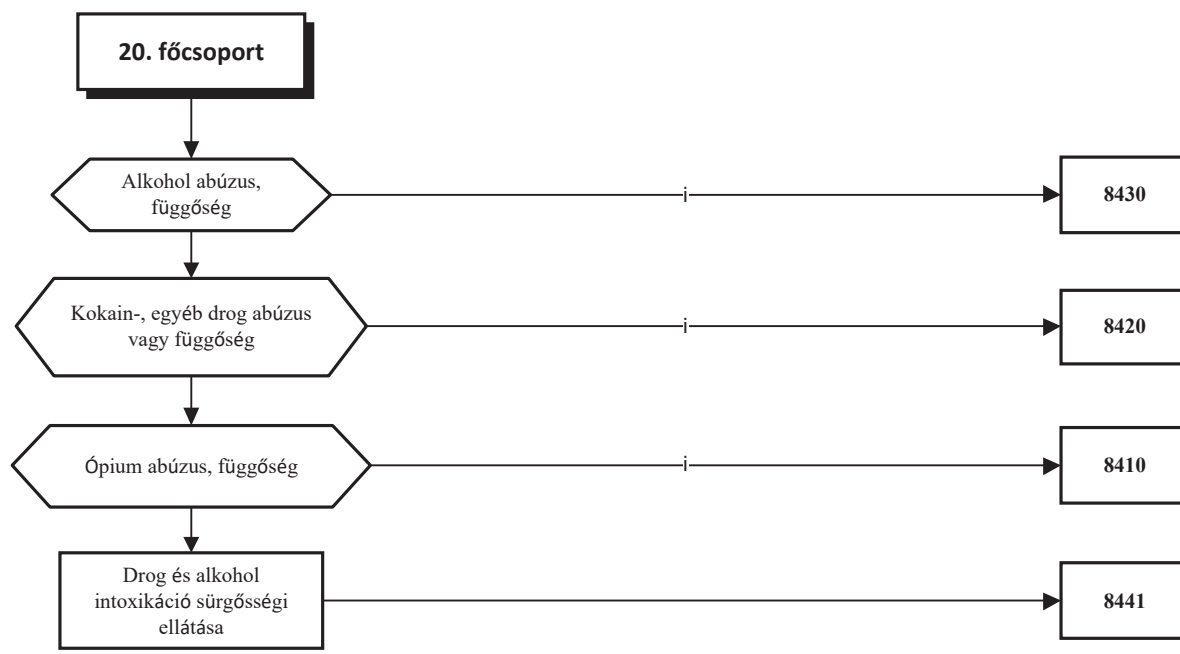 20. főcsoport
Alkohol abúzus,
függőség
i
8430
Kokain-, egyéb drog abúzus
vagy függőség
i
8420
Ópium abúzus, függőség
i
8410
Drog és alkohol
intoxikáció sürgősségi
ellátása
8441